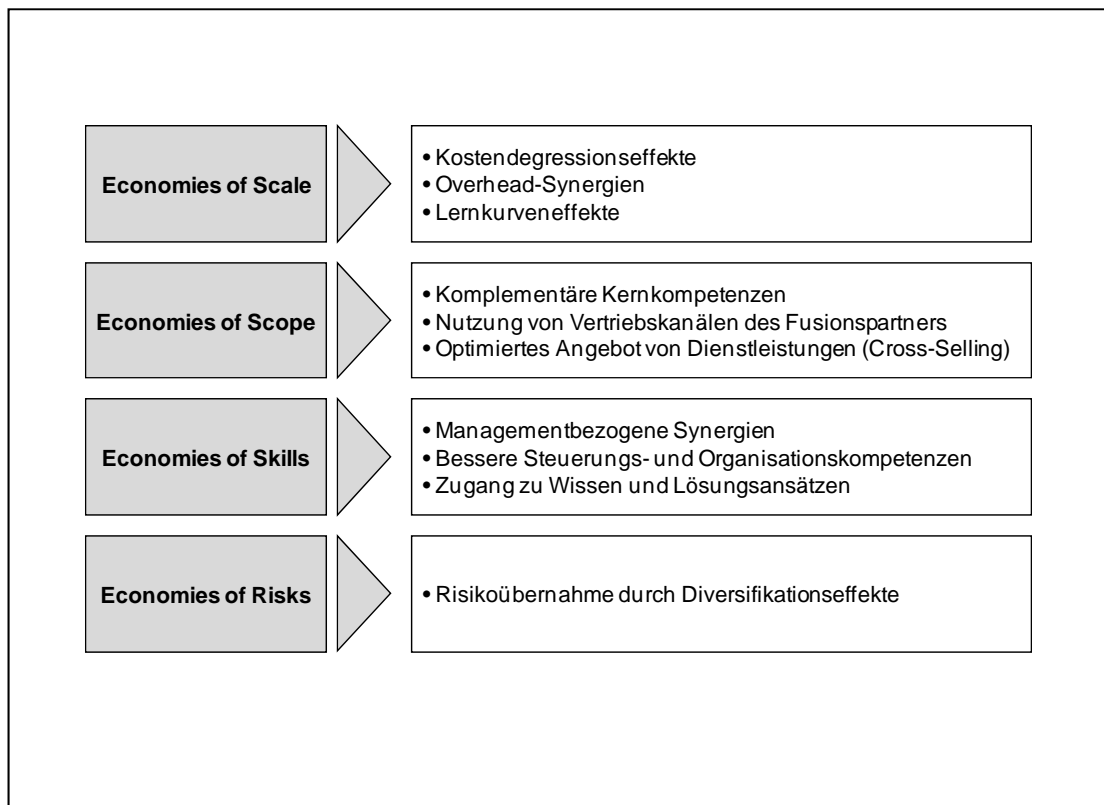 Economies of Scale
• Kostendegressionseffekte
• Overhead-Synergien
• Lernkurveneffekte
Economies of Scope
• Komplementäre Kernkompetenzen
• Nutzung von Vertriebskanälen des Fusionspartners
• Optimiertes Angebot von Dienstleistungen (Cross-Selling)
Economies of Skills
• Managementbezogene Synergien
• Bessere Steuerungs- und Organisationskompetenzen
• Zugang zu Wissen und Lösungsansätzen
Economies of Risks
• Risikoübernahme durch Diversifikationseffekte